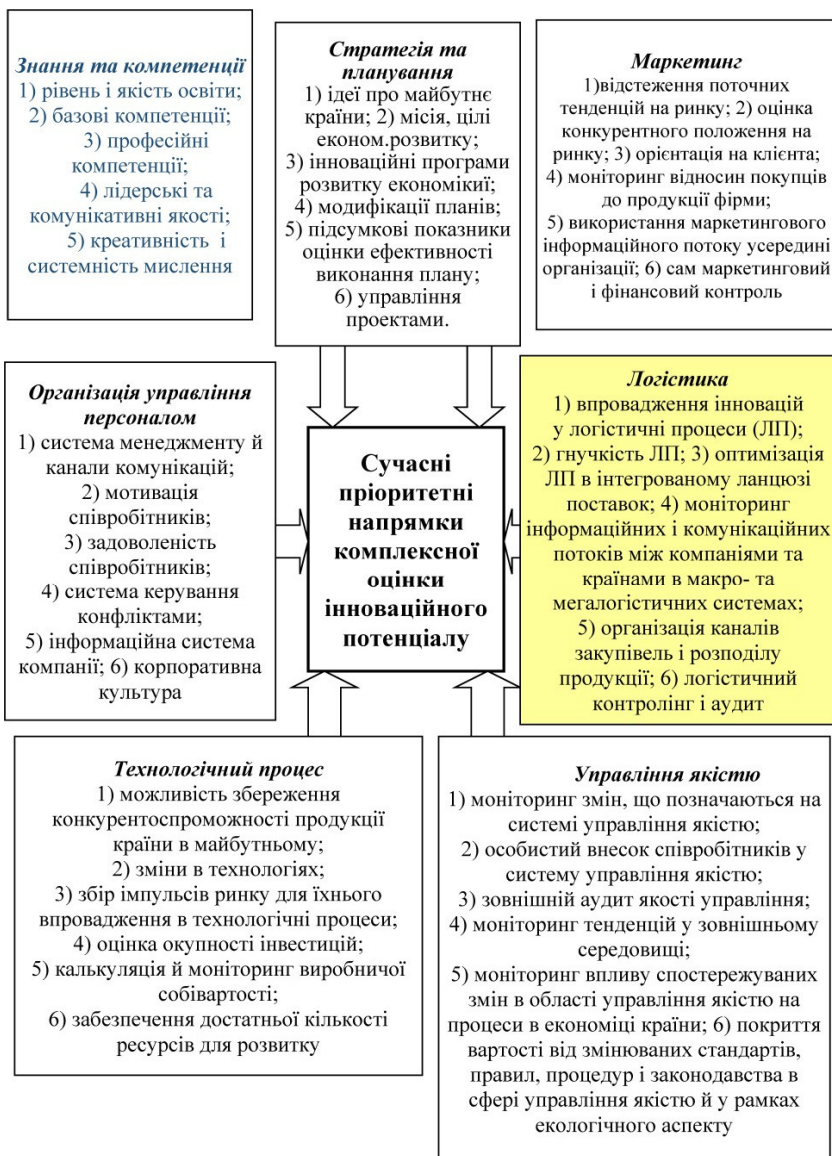 Знання та компетенції
1) рівень і якість освіти;
2) базові компетенції;
3) професійні
компетенції;
4) лідерські та
комунікативні якості;
5) креативність і
системність мислення
Стратегія та
планування
1) ідеї про майбутнє
країни; 2) місія, цілі
економ.розвитку;
3) інноваційні програми
розвитку економікиї;
4) модифікації планів;
5) підсумкові показники
оцінки ефективності
виконання плану;
6) управління
проектами.
Маркетинг
1)відстеження поточних
тенденцій на ринку; 2) оцінка
конкурентного положення на
ринку; 3) орієнтація на клієнта;
4) моніторинг відносин покупців
до продукції фірми;
5) використання маркетингового
інформаційного потоку усередині
організації; 6) сам маркетинговий
і фінансовий контроль
Організація управління
персоналом
1) система менеджменту й
канали комунікацій;
2) мотивація
співробітників;
3) задоволеність
співробітників;
4) система керування
конфліктами;
5) інформаційна система
компанії; 6) корпоративна
культура
Сучасні
пріоритетні
напрямки
комплексної
оцінки
інноваційного
потенціалу
Логістика
1) впровадження інновацій
у логістичні процеси (ЛП);
2) гнучкість ЛП; 3) оптимізація
ЛП в інтегрованому ланцюзі
поставок; 4) моніторинг
інформаційних і комунікаційних
потоків між компаніями та
країнами в макро- та
мегалогістичних системах;
5) організація каналів
закупівель і розподілу
продукції; 6) логістичний
контролінг і аудит
Технологічний процес
1) можливість збереження
конкурентоспроможності продукції
країни в майбутньому;
2) зміни в технологіях;
3) збір імпульсів ринку для їхнього
впровадження в технологічні процеси;
4) оцінка окупності інвестицій;
5) калькуляція й моніторинг виробничої
собівартості;
6) забезпечення достатньої кількості
ресурсів для розвитку
Управління якістю
1) моніторинг змін, що позначаються на
системі управління якістю;
2) особистий внесок співробітників у
систему управління якістю;
3) зовнішній аудит якості управління;
4) моніторинг тенденцій у зовнішньому
середовищі;
5) моніторинг впливу спостережуваних
змін в області управління якістю на
процеси в економіці країни; 6) покриття
вартості від змінюваних стандартів,
правил, процедур і законодавства в
сфері управління якістю й у рамках
екологічного аспекту